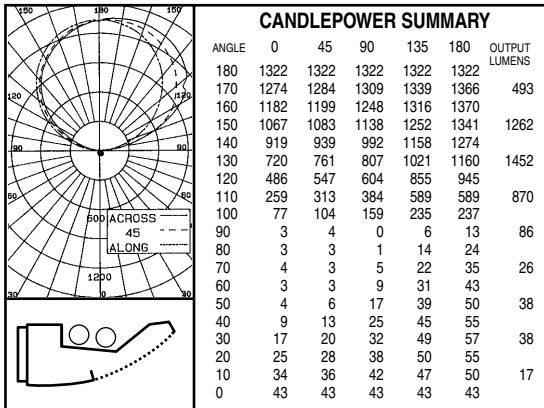 CANDLEPOWER SUMMARY
ANGLE 0 45 90 135 180 OUTPUT LUMENS
180 1322 1322 1322 1322 1322
170 1274 1284 1309 1339 1366 493
160 1182 1199 1248 1316 1370
150 1067 1083 1138 1252 1341 1262
140 919 939 992 1158 1274
130 720 761 807 1021 1160 1452
120 486 547 604 855 945
110 259 313 384 589 589 870
100 77 104 159 235 237
90 3 4 0 6 13 86
80 3 3 1 14 24
70 4 3 5 22 35 26
60 3 3 9 31 43
50 4 6 17 39 50 38
40 9 13 25 45 55
30 17 20 32 49 57 38
20 25 28 38 50 55
10 34 36 42 47 50 17
0 43 43 43 43 43
150 180 150
120 120
90 90
600 ACROSS
45
ALONG
1200
30 0 30